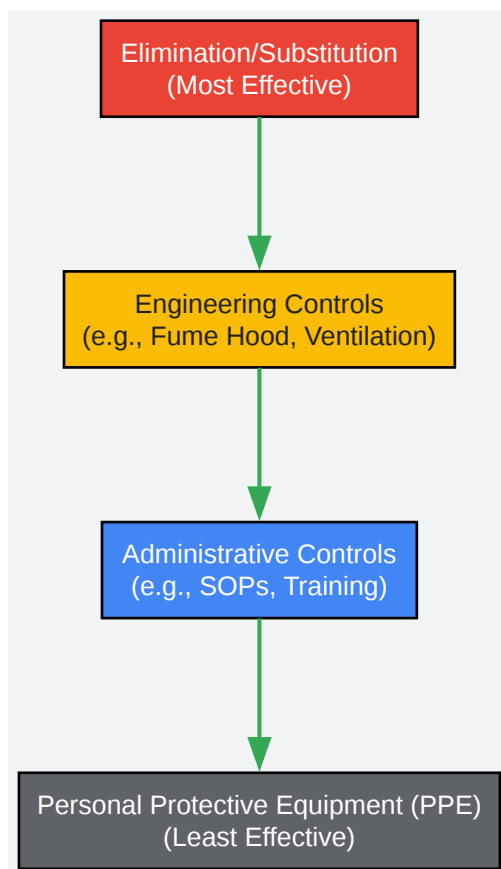 Elimination/Substitution
(Most Effective)
Engineering Controls
(e.g., Fume Hood, Ventilation)
Administrative Controls
(e.g., SOPs, Training)
Personal Protective Equipment (PPE)
(Least Effective)